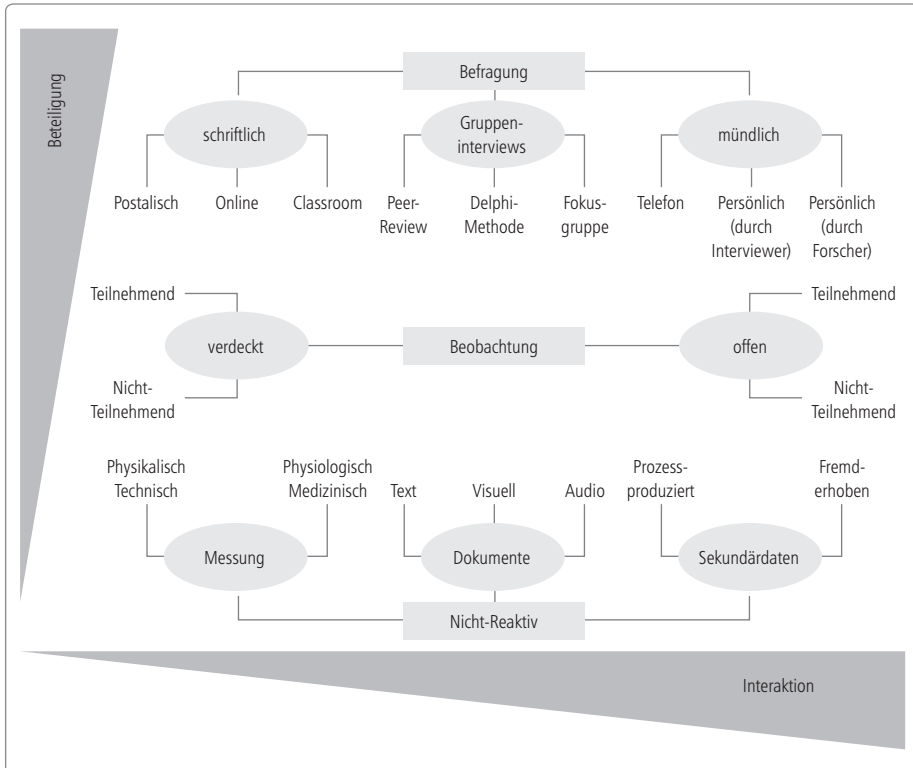 Beteiligung
Befragung
schriftlich
Gruppen-
interviews
mündlich
Postalisch
Online
Classroom
Peer-
Review
Delphi-
Methode
Fokus-
gruppe
Telefon
Persönlich
(durch
Interviewer)
Persönlich
(durch
Forscher)
Teilnehmend
Teilnehmend
verdeckt
Beobachtung
offen
Nicht-
Teilnehmend
Nicht-
Teilnehmend
Physikalisch
Technisch
Physiologisch
Medizinisch
Text
Visuell
Audio
Prozess-
produziert
Fremd-
erhoben
Messung
Dokumente
Sekundärdaten
Nicht-Reaktiv
Interaktion